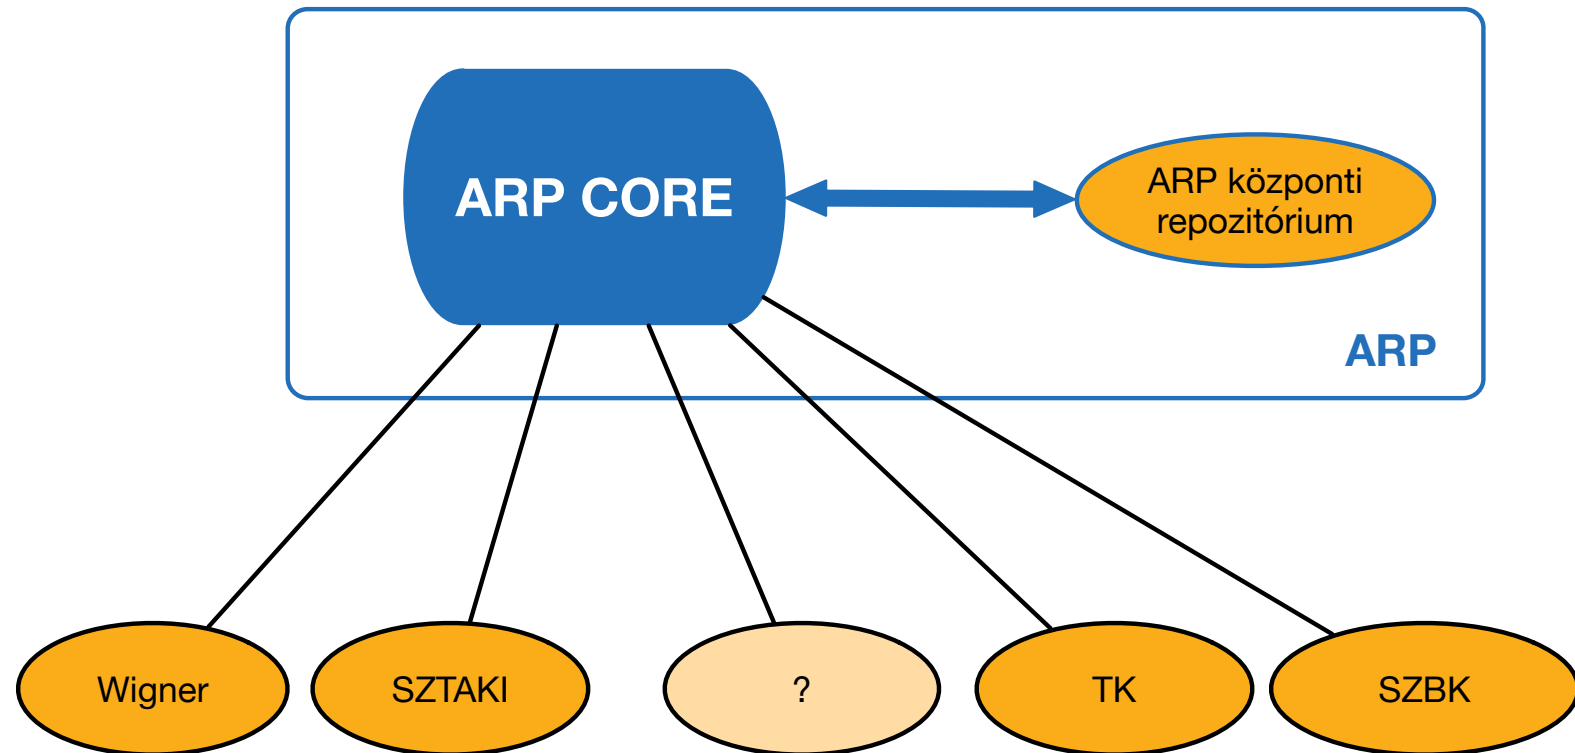 ARP CORE
ARP központi
repozitórium
ARP
Wigner
SZTAKI
?
TK
SZBK